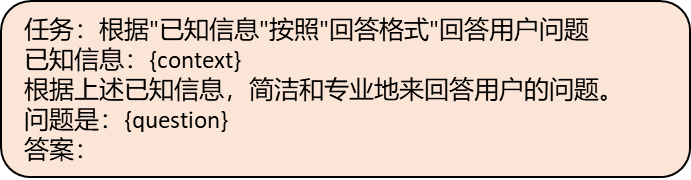 任务：根据"已知信息"按照"回答格式"回答用户问题
已知信息：{context}
根据上述已知信息，简洁和专业地来回答用户的问题。
问题是：{question}
答案：